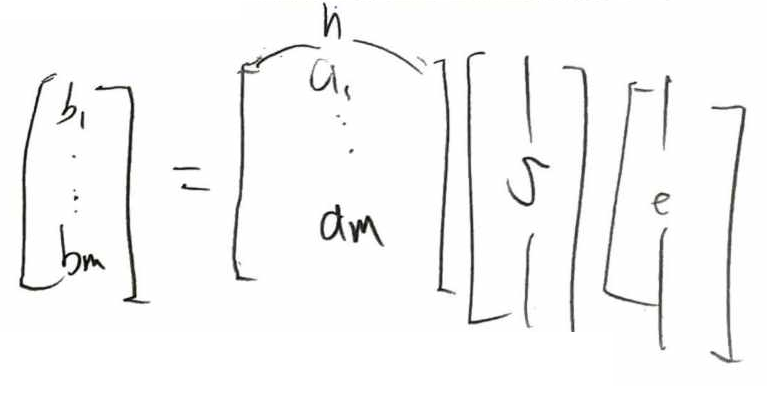 n
[b₁ ⋮ bₘ] = [a₁ ⋮ aₘ] [| s |] [| e |]